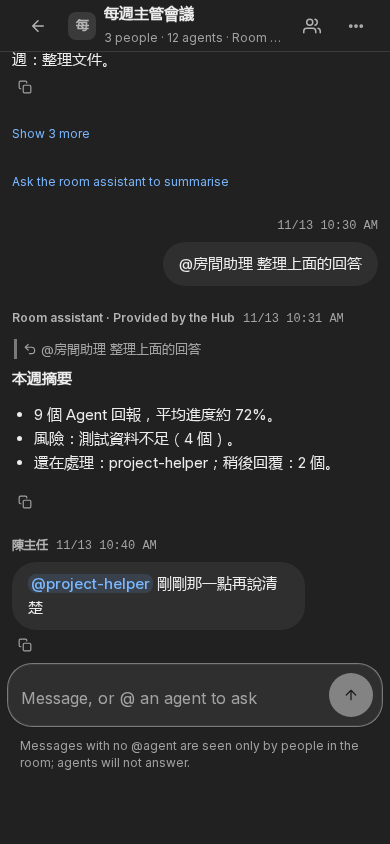 每
每週主管會議
3 people · 12 agents · Room ...
週：整理文件。
Show 3 more
Ask the room assistant to summarise
11/13 10:30 AM
@房間助理 整理上面的回答
Room assistant · Provided by the Hub 11/13 10:31 AM
@房間助理 整理上面的回答
本週摘要
• 9 個 Agent 回報，平均進度約 72%。
• 風險：測試資料不足（4 個）。
• 還在處理：project-helper；稍後回覆：2 個。
陳主任 11/13 10:40 AM
@project-helper 剛剛那一點再說清
楚
Message, or @ an agent to ask
Messages with no @agent are seen only by people in the
room; agents will not answer.